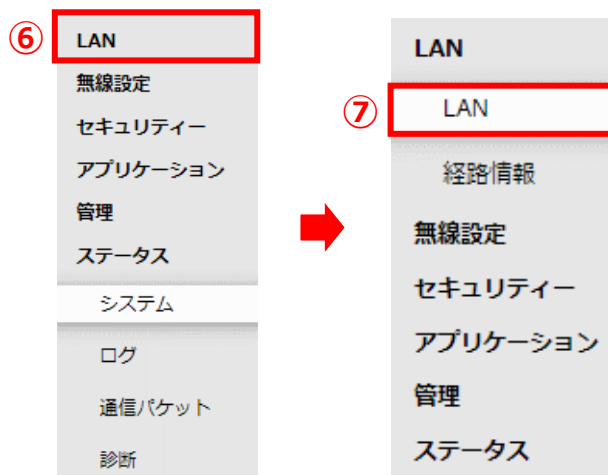 ⑥
LAN
無線設定
セキュリティー
アプリケーション
管理
ステータス
システム
ログ
通信パケット
診断
⑦
LAN
LAN
経路情報
無線設定
セキュリティー
アプリケーション
管理
ステータス